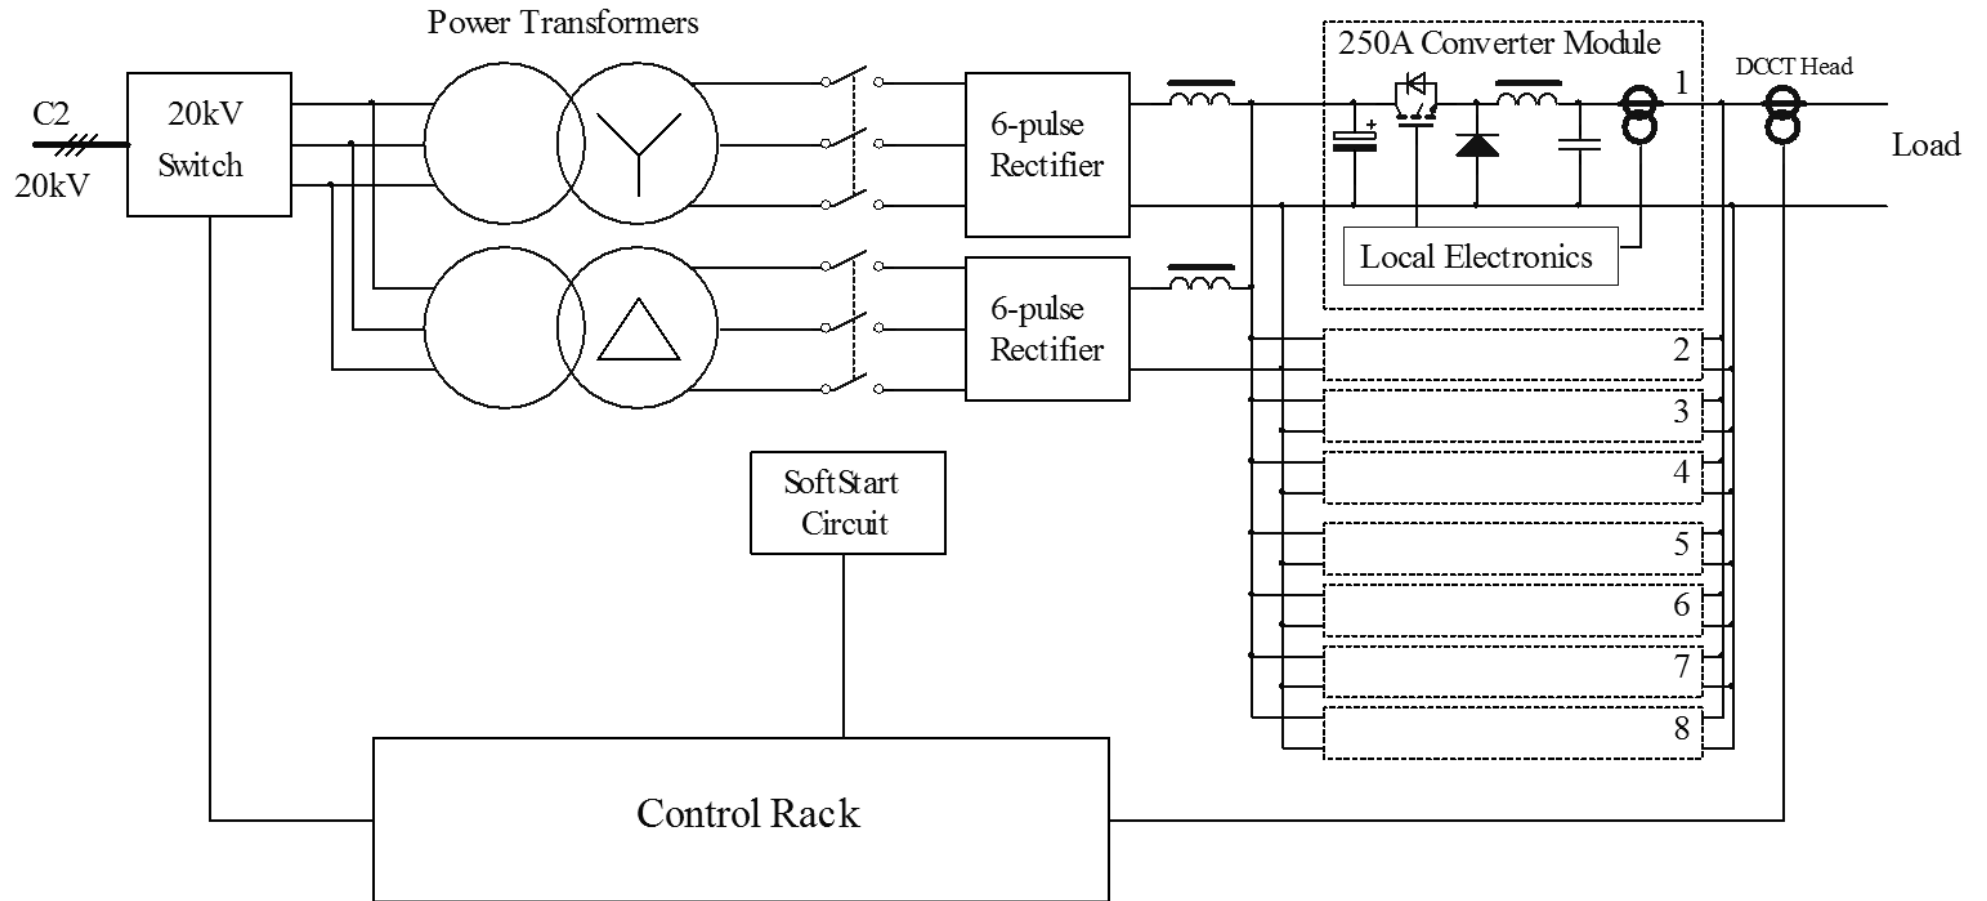 Power Transformers
250A Converter Module
1
DCCT Head
C2
20kV
20kV
Switch
6-pulse
Rectifier
+
Load
Local Electronics
6-pulse
Rectifier
2
3
4
SoftStart
Circuit
5
6
7
8
Control Rack